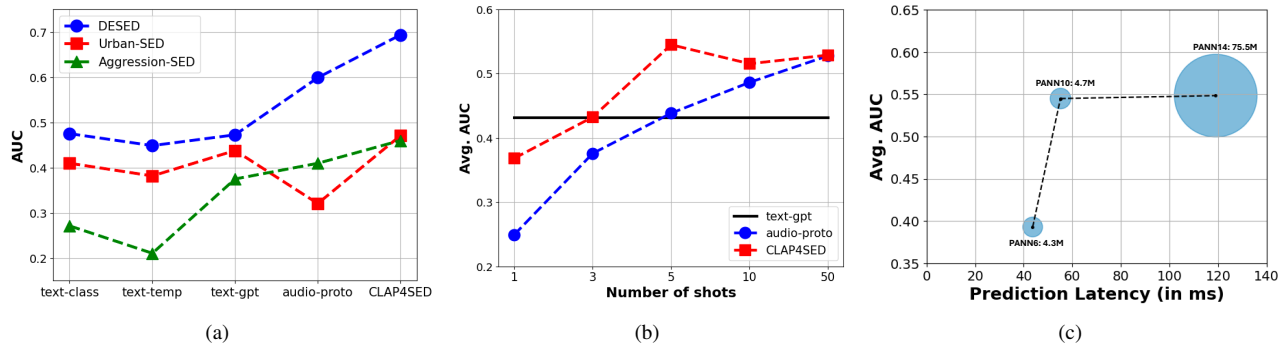 DESED
Urban-SED
Aggression-SED
AUC
0.7
0.6
0.5
0.4
0.3
0.2
text-class text-temp text-gpt audio-proto CLAP4SED
(a)
Avg. AUC
0.6
0.5
0.4
0.3
0.2
text-gpt
audio-proto
CLAP4SED
1 3 5 10 50
Number of shots
(b)
Avg. AUC
0.65
0.60
0.55
0.50
0.45
0.40
0.35
PANN14: 75.5M
PANN10: 4.7M
PANN6: 4.3M
0 20 40 60 80 100 120 140
Prediction Latency (in ms)
(c)